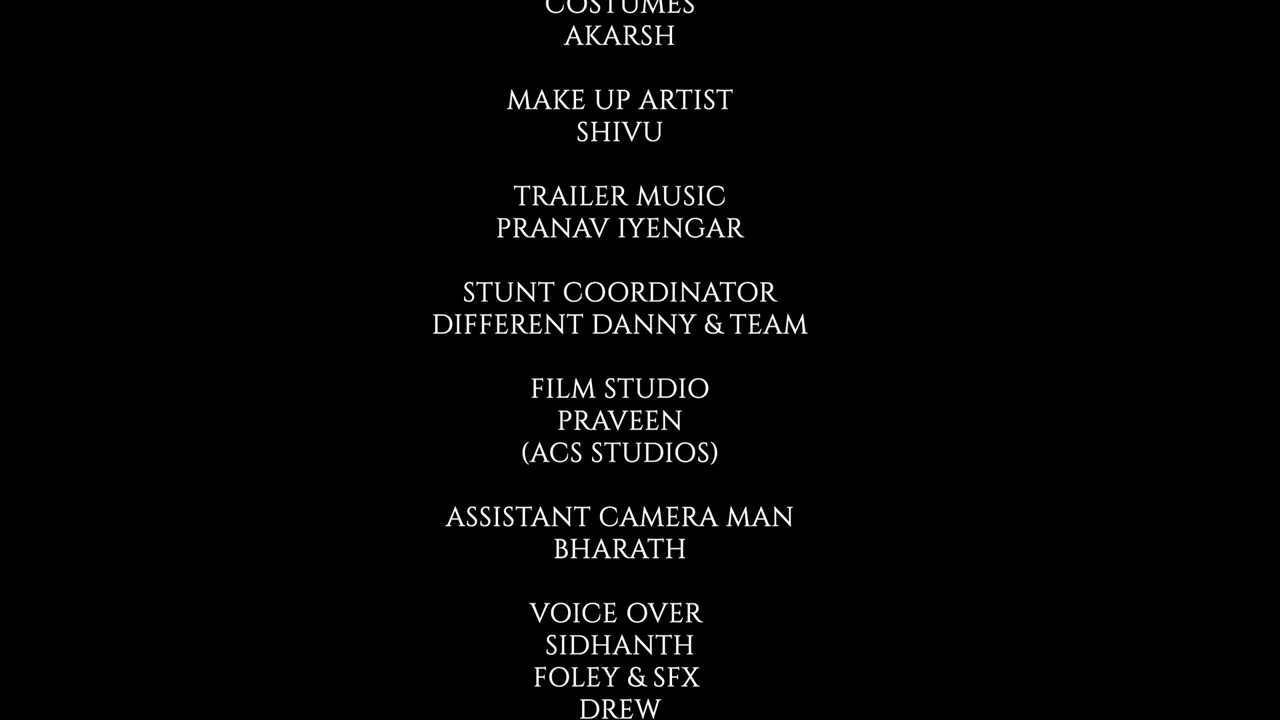 COSTUMES
AKARSH
MAKE UP ARTIST
SHIVU
TRAILER MUSIC
PRANAV IYENGAR
STUNT COORDINATOR
DIFFERENT DANNY & TEAM
FILM STUDIO
PRAVEEN
(ACS STUDIOS)
ASSISTANT CAMERA MAN
BHARATH
VOICE OVER
SIDHANTH
FOLEY & SFX
DREW